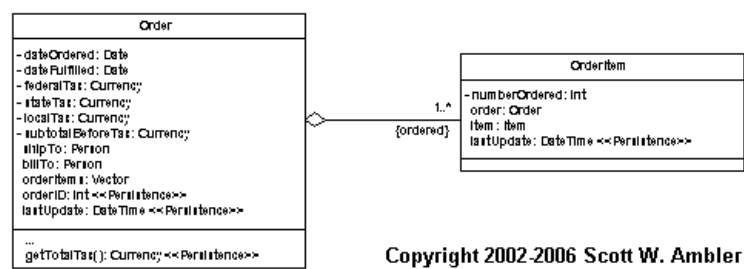 Order
- dateOrdered: Date
- dateFulfilled: Date
- federalTax: Currency
- stateTax: Currency
- localTax: Currency
- subtotalBeforeTax: Currency
shipTo: Person
billTo: Person
orderItems: Vector
orderID: Int <<Persistence>>
lastUpdate: DateTime <<Persistence>>
...
getTotalTax(): Currency <<Persistence>>
1..*
{ordered}
OrderItem
- numberOrdered: Int
order: Order
item: Item
lastUpdate: DateTime <<Persistence>>
Copyright 2002-2006 Scott W. Ambler